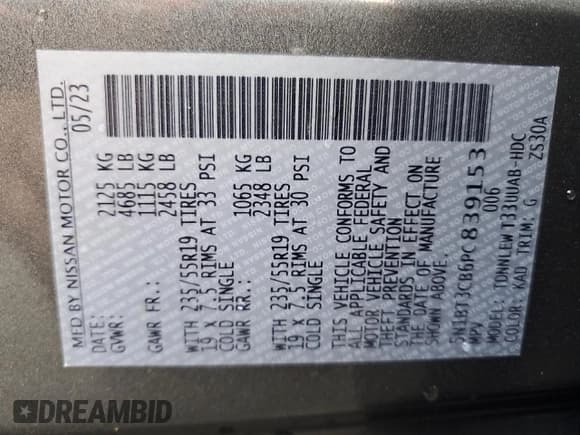 MFD BY NISSAN MOTOR CO., LTD.
DATE: 05/23
GVWR: 2125 KG
4685 LB
GAWR FR.: 1115 KG
2458 LB
WITH 235/55R19 TIRES
19 X 7.5 RIMS AT 33 PSI
COLD SINGLE
GAWR RR.: 1065 KG
2348 LB
WITH 235/55R19 TIRES
19 X 7.5 RIMS AT 30 PSI
COLD SINGLE
THIS VEHICLE CONFORMS TO
ALL APPLICABLE FEDERAL
MOTOR VEHICLE SAFETY AND
THEFT PREVENTION
STANDARDS IN EFFECT ON
THE DATE OF MANUFACTURE
SHOWN ABOVE.
5N1BT3CB6PC839153
MPV 006
MODEL: TDNNLEWT33UUAB-HDC
COLOR: KAD TRIM: G ZS30A
DREAMBID